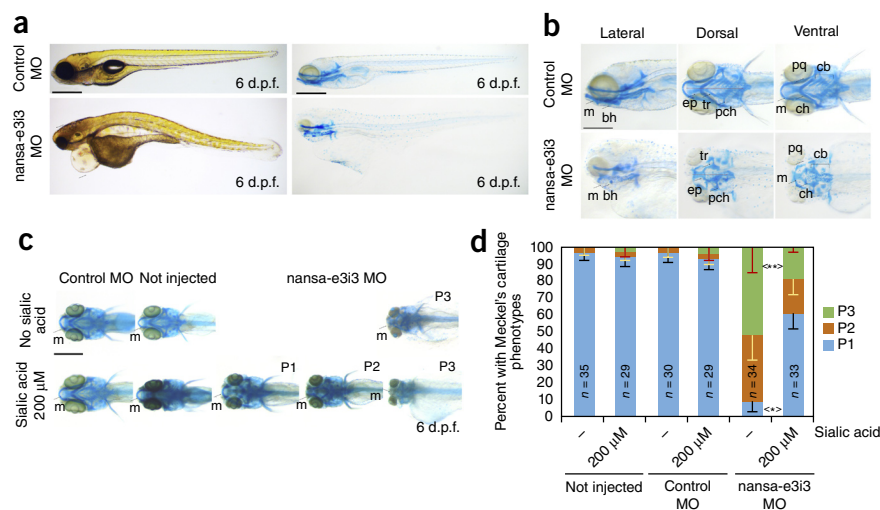 a
Control
MO
6 d.p.f.
6 d.p.f.
nansa-e3i3
MO
6 d.p.f.
6 d.p.f.
b
Lateral
Dorsal
Ventral
Control
MO
m
bh
ep
tr
pch
pq
cb
m
ch
nansa-e3i3
MO
m
bh
tr
ep
pch
pq
cb
m
ch
c
Control MO
Not injected
nansa-e3i3 MO
No sialic
acid
m
m
P3
m
Sialic acid
200 μM
m
m
P1
m
P2
m
P3
m
6 d.p.f.
d
Percent with Meckel's cartilage
phenotypes
100
90
80
70
60
50
40
30
20
10
0
n = 35
n = 29
n = 30
n = 29
n = 34
n = 33
<**>
<*>
P3
P2
P1
–
200 μM
–
200 μM
–
200 μM
Sialic acid
Not injected
Control
MO
nansa-e3i3
MO